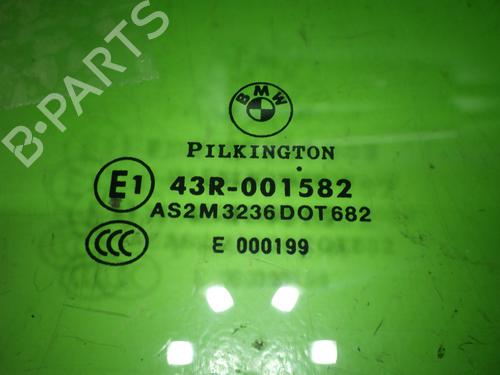 B-PARTS
BMW
PILKINGTON
E1 43R-001582
AS2M3236DOT682
CCC E 000199